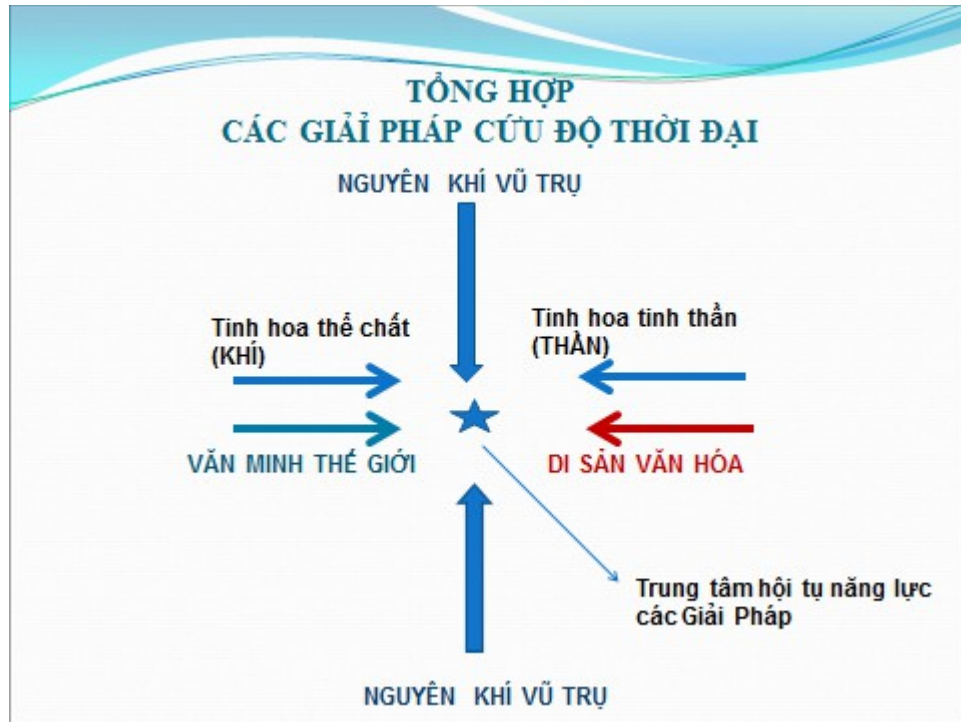 TỔNG HỢP
CÁC GIẢI PHÁP CỨU ĐỘ THỜI ĐẠI
NGUYÊN KHÍ VŨ TRỤ
Tinh hoa thể chất
(KHÍ)
Tinh hoa tinh thần
(THẦN)
VĂN MINH THẾ GIỚI
DI SẢN VĂN HÓA
Trung tâm hội tụ năng lực
các Giải Pháp
NGUYÊN KHÍ VŨ TRỤ